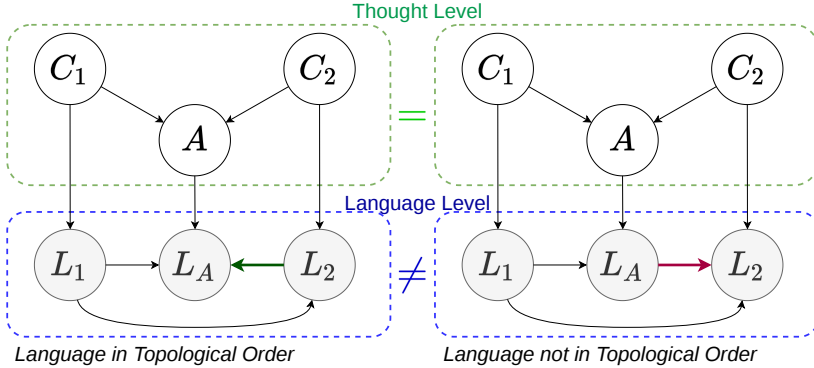 Thought Level
C1 C2 C1 C2
A = A
Language Level
L1 LA L2 ≠ L1 LA L2
Language in Topological Order
Language not in Topological Order